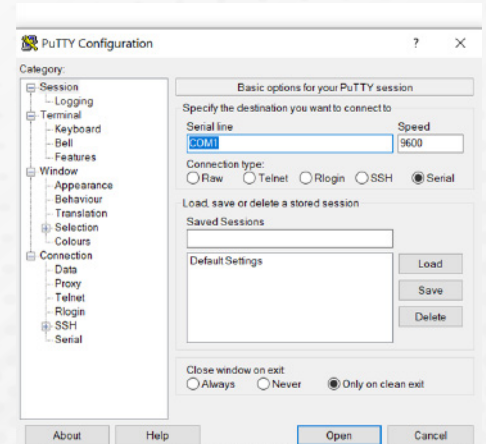 PuTTY Configuration
?
Category:
Session
Logging
Terminal
Keyboard
Bell
Features
Window
Appearance
Behaviour
Translation
Selection
Colours
Connection
Data
Proxy
Telnet
Rlogin
SSH
Serial
Basic options for your PuTTY session
Specify the destination you want to connect to
Serial line Speed
COM1 9600
Connection type:
Raw Telnet Rlogin SSH Serial
Load, save or delete a stored session
Saved Sessions
Default Settings
Load
Save
Delete
Close window on exit:
Always Never Only on clean exit
About Help Open Cancel